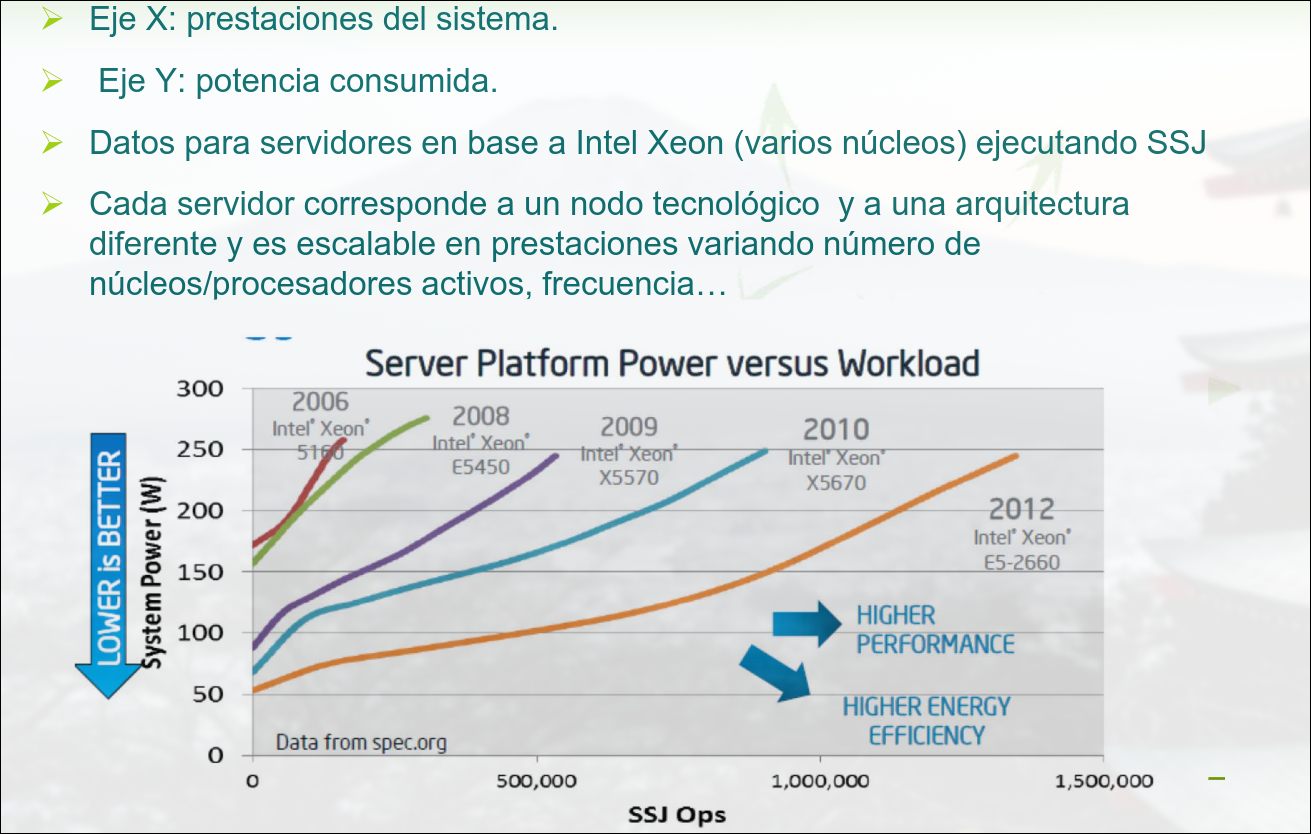 Eje X: prestaciones del sistema.
Eje Y: potencia consumida.
Datos para servidores en base a Intel Xeon (varios núcleos) ejecutando SSJ
Cada servidor corresponde a un nodo tecnológico y a una arquitectura
diferente y es escalable en prestaciones variando número de
núcleos/procesadores activos, frecuencia…
Server Platform Power versus Workload
LOWER is BETTER
System Power (W)
300
250
200
150
100
50
0
2006
Intel® Xeon®
5160
2008
Intel® Xeon®
E5450
2009
Intel® Xeon®
X5570
2010
Intel® Xeon®
X5670
2012
Intel® Xeon®
E5-2660
HIGHER
PERFORMANCE
HIGHER ENERGY
EFFICIENCY
Data from spec.org
0
500,000
1,000,000
1,500,000
SSJ Ops